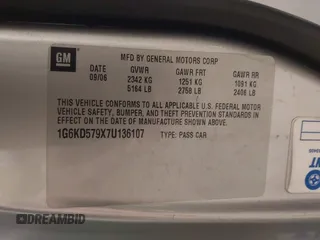 GM
MFD BY GENERAL MOTORS CORP
DATE GVWR GAWR FRT GAWR RR
09/06 2342 KG 1251 KG 1091 KG
5164 LB 2758 LB 2406 LB
THIS VEHICLE CONFORMS TO ALL APPLICABLE U.S. FEDERAL MOTOR
VEHICLE SAFETY, BUMPER, AND THEFT PREVENTION STANDARDS IN
EFFECT ON THE DATE OF MANUFACTURE SHOWN ABOVE.
1G6KD579X7U136107 TYPE: PASS CAR
DREAMBID